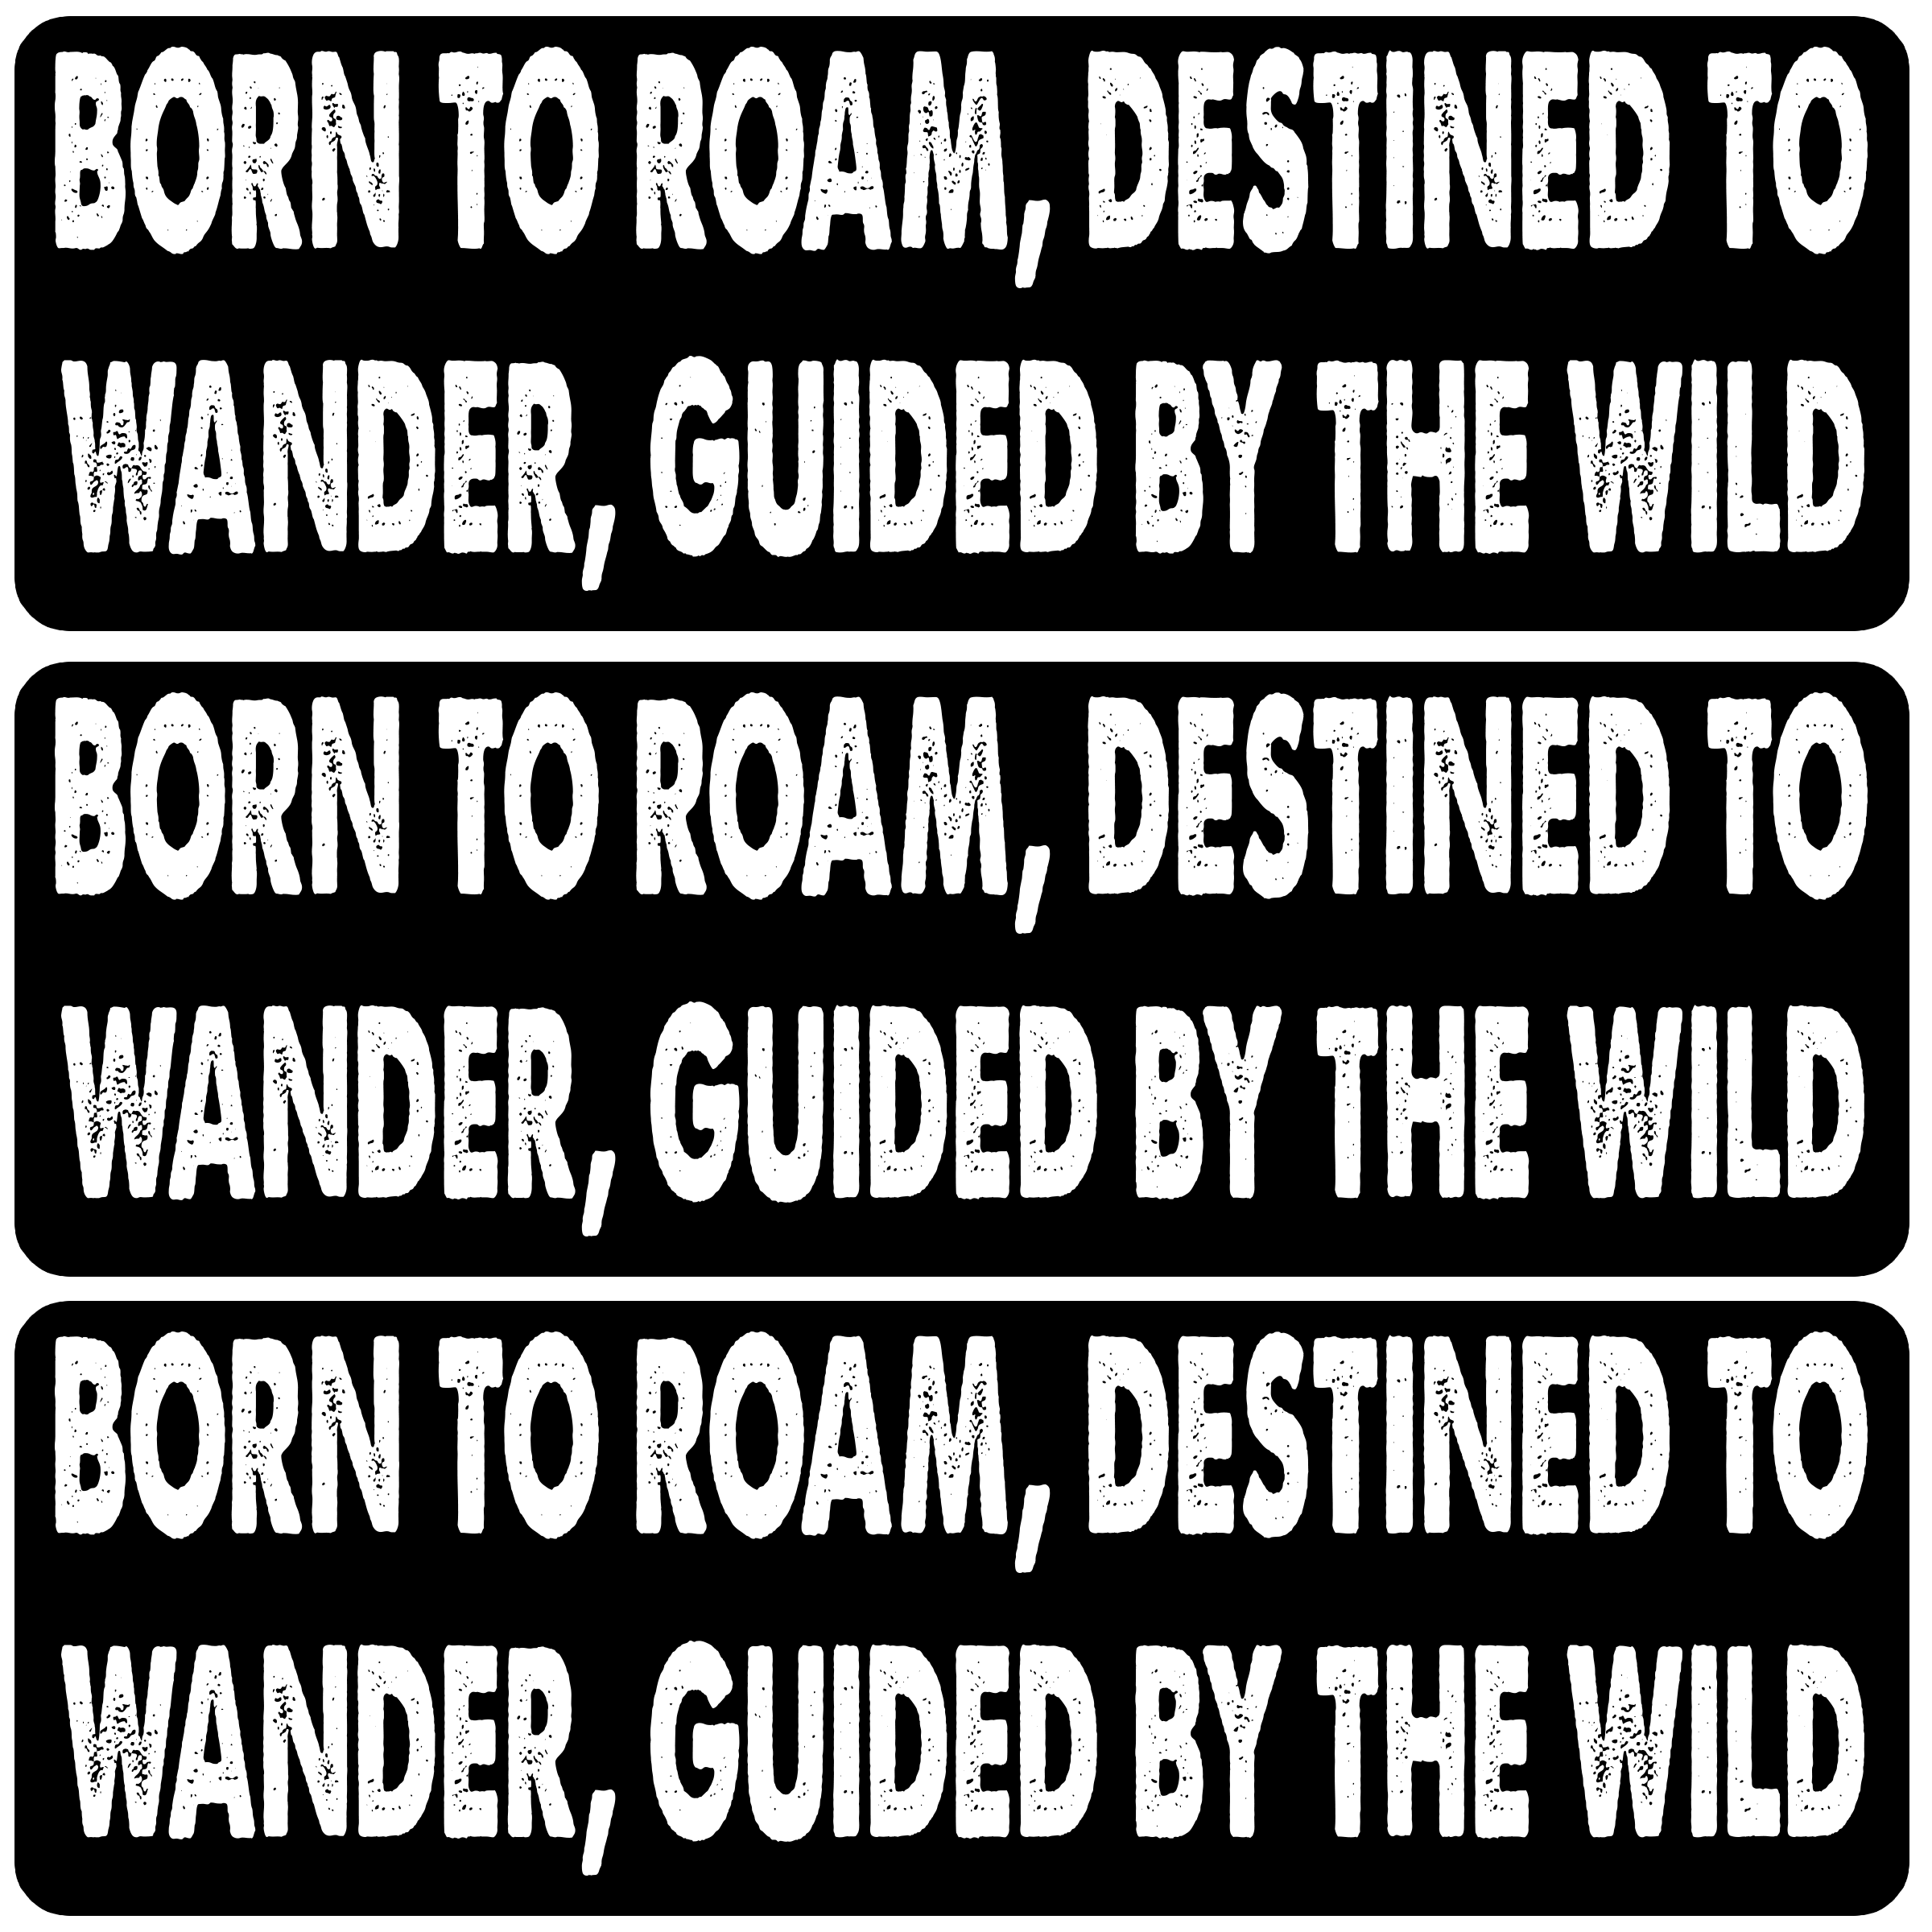 BORN TO ROAM, DESTINED TO
WANDER, GUIDED BY THE WILD
BORN TO ROAM, DESTINED TO
WANDER, GUIDED BY THE WILD
BORN TO ROAM, DESTINED TO
WANDER, GUIDED BY THE WILD